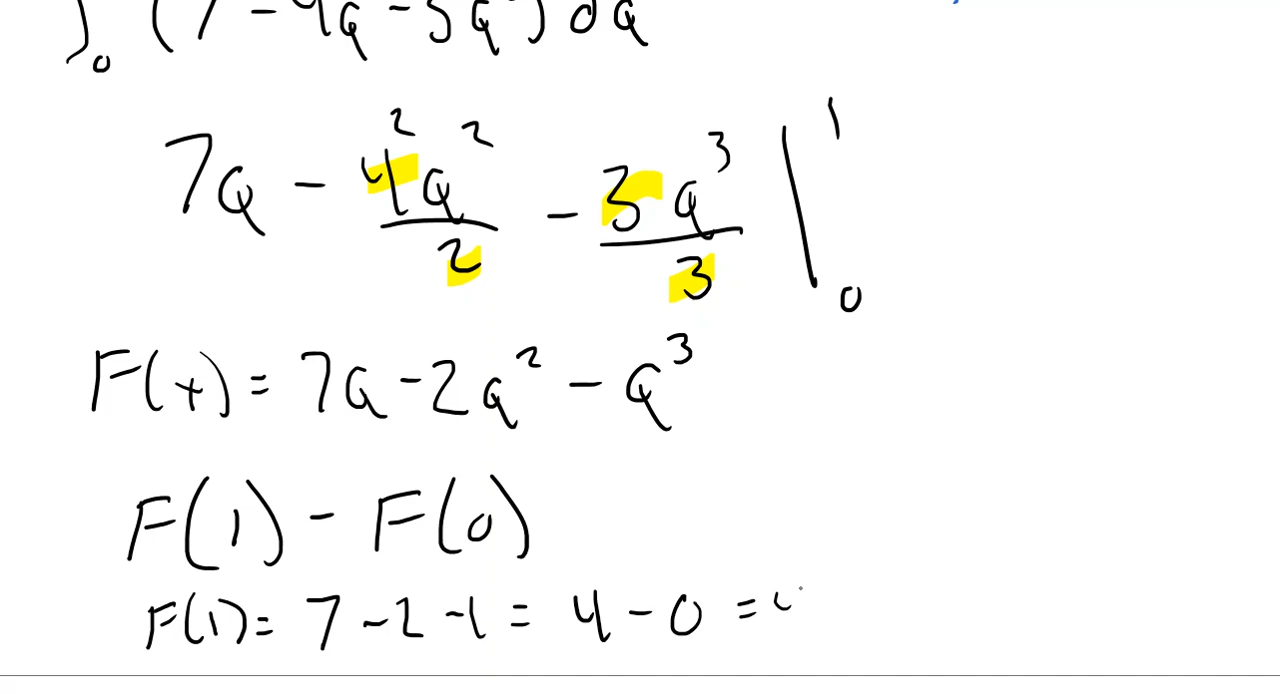 ∫₀ (7 - 4Q - 3Q²) dQ
7Q - 4²Q²/2 - 3Q³/3 |₀¹
F(x) = 7Q - 2Q² - Q³
F(1) - F(0)
F(1) = 7 - 2 - 1 = 4 - 0 =